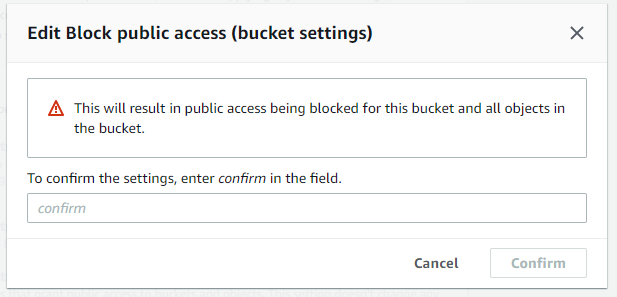 Edit Block public access (bucket settings)
This will result in public access being blocked for this bucket and all objects in
the bucket.
To confirm the settings, enter confirm in the field.
confirm
Cancel Confirm